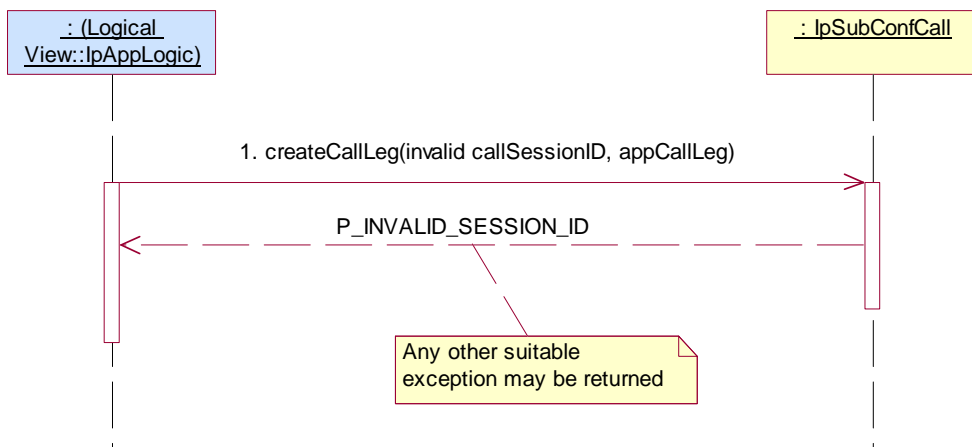 : (Logical
View::IpAppLogic)
: IpSubConfCall
1. createCallLeg(invalid callSessionID, appCallLeg)
P_INVALID_SESSION_ID
Any other suitable
exception may be returned